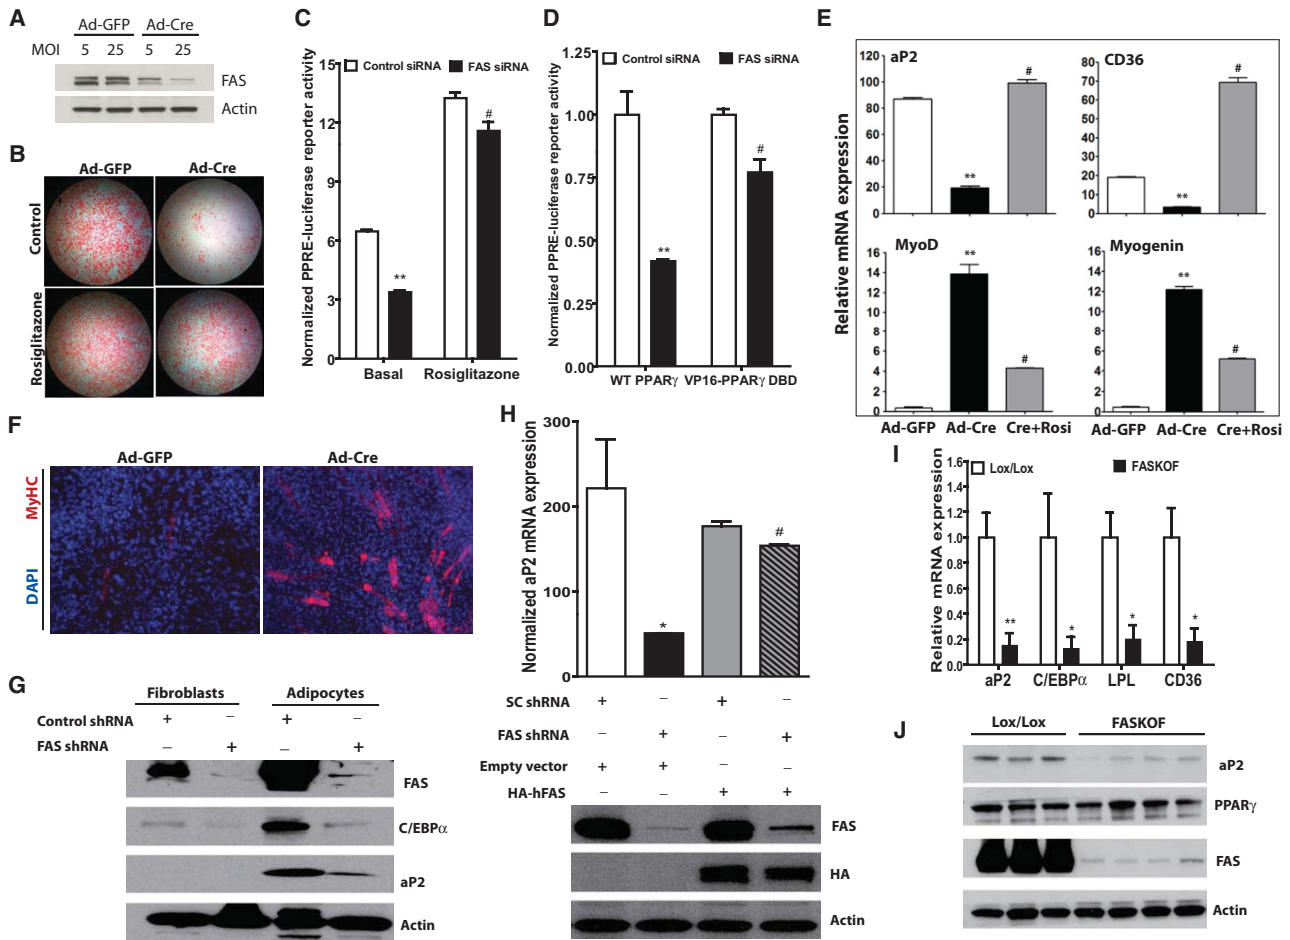 A
Ad-GFP Ad-Cre
MOI 5 25 5 25
FAS
Actin
B
Ad-GFP Ad-Cre
Control
Rosiglitazone
C
Normalized PPRE-luciferase reporter activity
Control siRNA FAS siRNA
15
12
9
6
3
0
**
#
Basal Rosiglitazone
D
Normalized PPRE-luciferase reporter activity
Control siRNA FAS siRNA
1.25
1.00
0.75
0.50
0.25
0.00
**
#
WT PPARγ VP16-PPARγ DBD
E
Relative mRNA expression
aP2
120
100
80
60
40
20
0
**
#
CD36
80
70
60
50
40
30
20
10
0
**
#
MyoD
16
14
12
10
8
6
4
2
0
**
#
Myogenin
16
14
12
10
8
6
4
2
0
**
#
Ad-GFP Ad-Cre Cre+Rosi Ad-GFP Ad-Cre Cre+Rosi
F
Ad-GFP Ad-Cre
MyHC
DAPI
G
Fibroblasts Adipocytes
Control shRNA + – + –
FAS shRNA – + – +
FAS
C/EBPα
aP2
Actin
H
Normalized aP2 mRNA expression
300
200
100
0
*
#
SC shRNA + – + –
FAS shRNA – + – +
Empty vector + + – –
HA-hFAS – – + +
FAS
HA
Actin
I
Relative mRNA expression
Lox/Lox FASKOF
1.6
1.4
1.2
1.0
0.8
0.6
0.4
0.2
0.0
** * * *
aP2 C/EBPα LPL CD36
J
Lox/Lox FASKOF
aP2
PPARγ
FAS
Actin